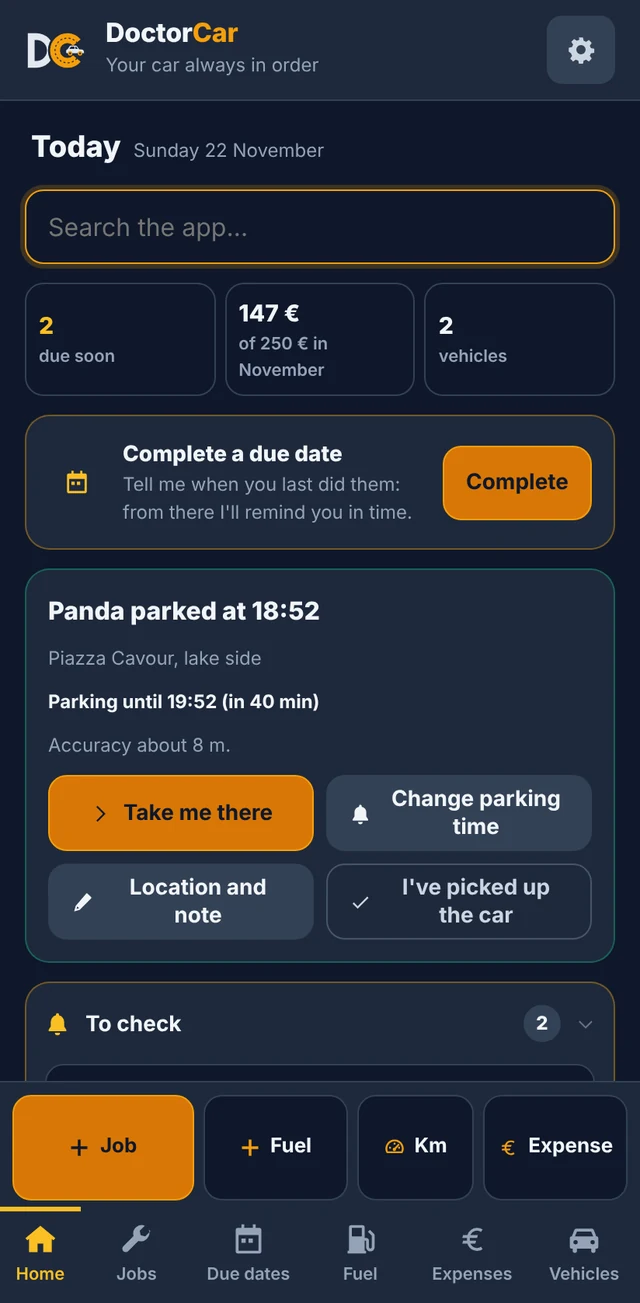 DC
DoctorCar
Your car always in order
Today Sunday 22 November
Search the app...
2
due soon
147 €
of 250 € in
November
2
vehicles
Complete a due date
Tell me when you last did them:
from there I'll remind you in time.
Complete
Panda parked at 18:52
Piazza Cavour, lake side
Parking until 19:52 (in 40 min)
Accuracy about 8 m.
Take me there
Change parking
time
Location and
note
I've picked up
the car
To check
2
+ Job
+ Fuel
Km
€ Expense
Home
Jobs
Due dates
Fuel
€
Expenses
Vehicles